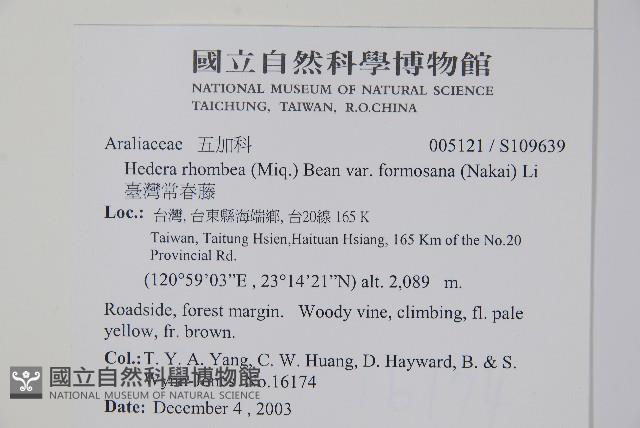 國立自然科學博物館
NATIONAL MUSEUM OF NATURAL SCIENCE
TAICHUNG, TAIWAN, R.O.CHINA
Araliaceae 五加科 005121 / S109639
Hedera rhombea (Miq.) Bean var. formosana (Nakai) Li
臺灣常春藤
Loc.: 台灣, 台東縣海端鄉, 台20線 165 K
Taiwan, Taitung Hsien,Haituan Hsiang, 165 Km of the No.20
Provincial Rd.
(120°59’03”E , 23°14’21”N) alt. 2,089 m.
Roadside, forest margin. Woody vine, climbing, fl. pale
yellow, fr. brown.
Col.: T. Y. A. Yang, C. W. Huang, D. Hayward, B. & S.
No.16174
國立自然科學博物館
NATIONAL MUSEUM OF NATURAL SCIENCE
Date: December 4 , 2003